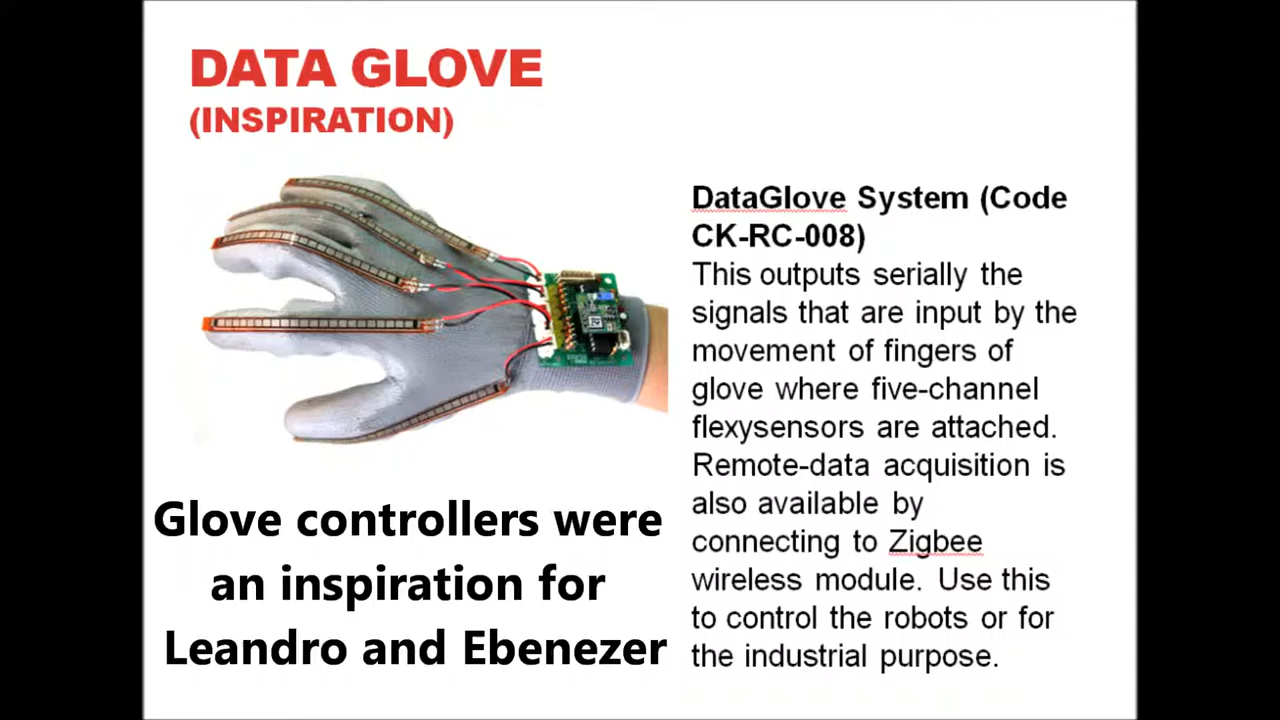 DATA GLOVE
(INSPIRATION)
DataGlove System (Code
CK-RC-008)
This outputs serially the
signals that are input by the
movement of fingers of
glove where five-channel
flexysensors are attached.
Remote-data acquisition is
also available by
connecting to Zigbee
wireless module. Use this
to control the robots or for
the industrial purpose.
Glove controllers were
an inspiration for
Leandro and Ebenezer